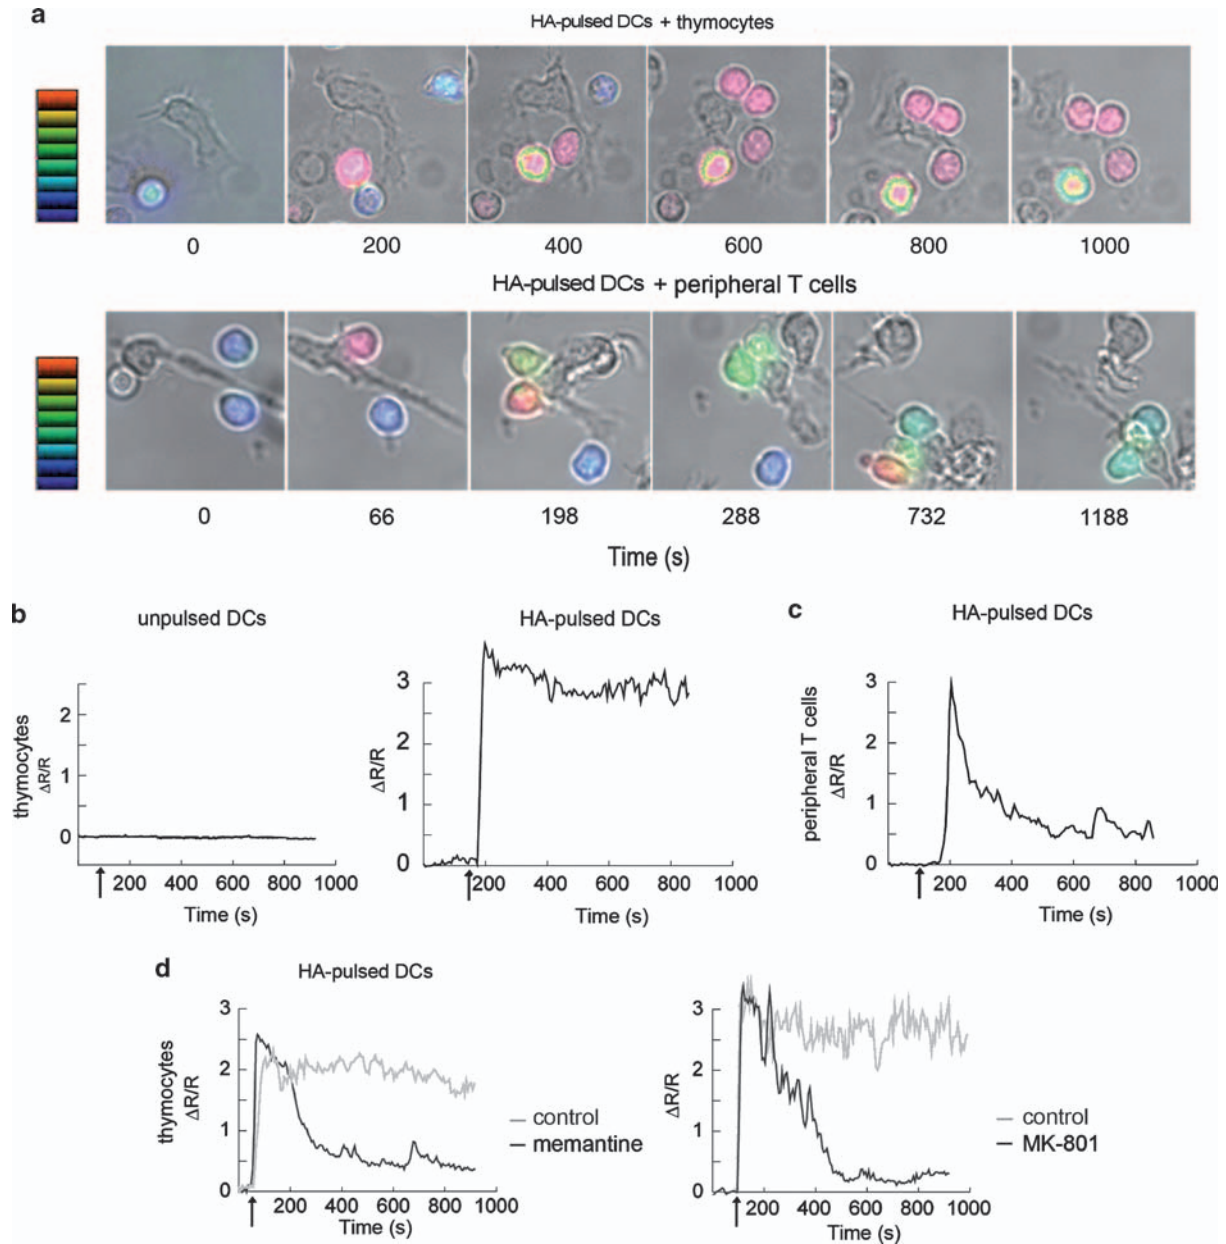 a
HA-pulsed DCs + thymocytes
0 200 400 600 800 1000
HA-pulsed DCs + peripheral T cells
0 66 198 288 732 1188
Time (s)
b
unpulsed DCs
thymocytes
ΔR/R
2
1
0
200 400 600 800 1000
Time (s)
HA-pulsed DCs
ΔR/R
3
2
1
0
200 400 600 800 1000
Time (s)
c
HA-pulsed DCs
peripheral T cells
ΔR/R
3
2
1
0
200 400 600 800 1000
Time (s)
d
HA-pulsed DCs
thymocytes
ΔR/R
3
2
1
0
200 400 600 800 1000
Time (s)
control
memantine
ΔR/R
3
2
1
0
200 400 600 800 1000
Time (s)
control
MK-801